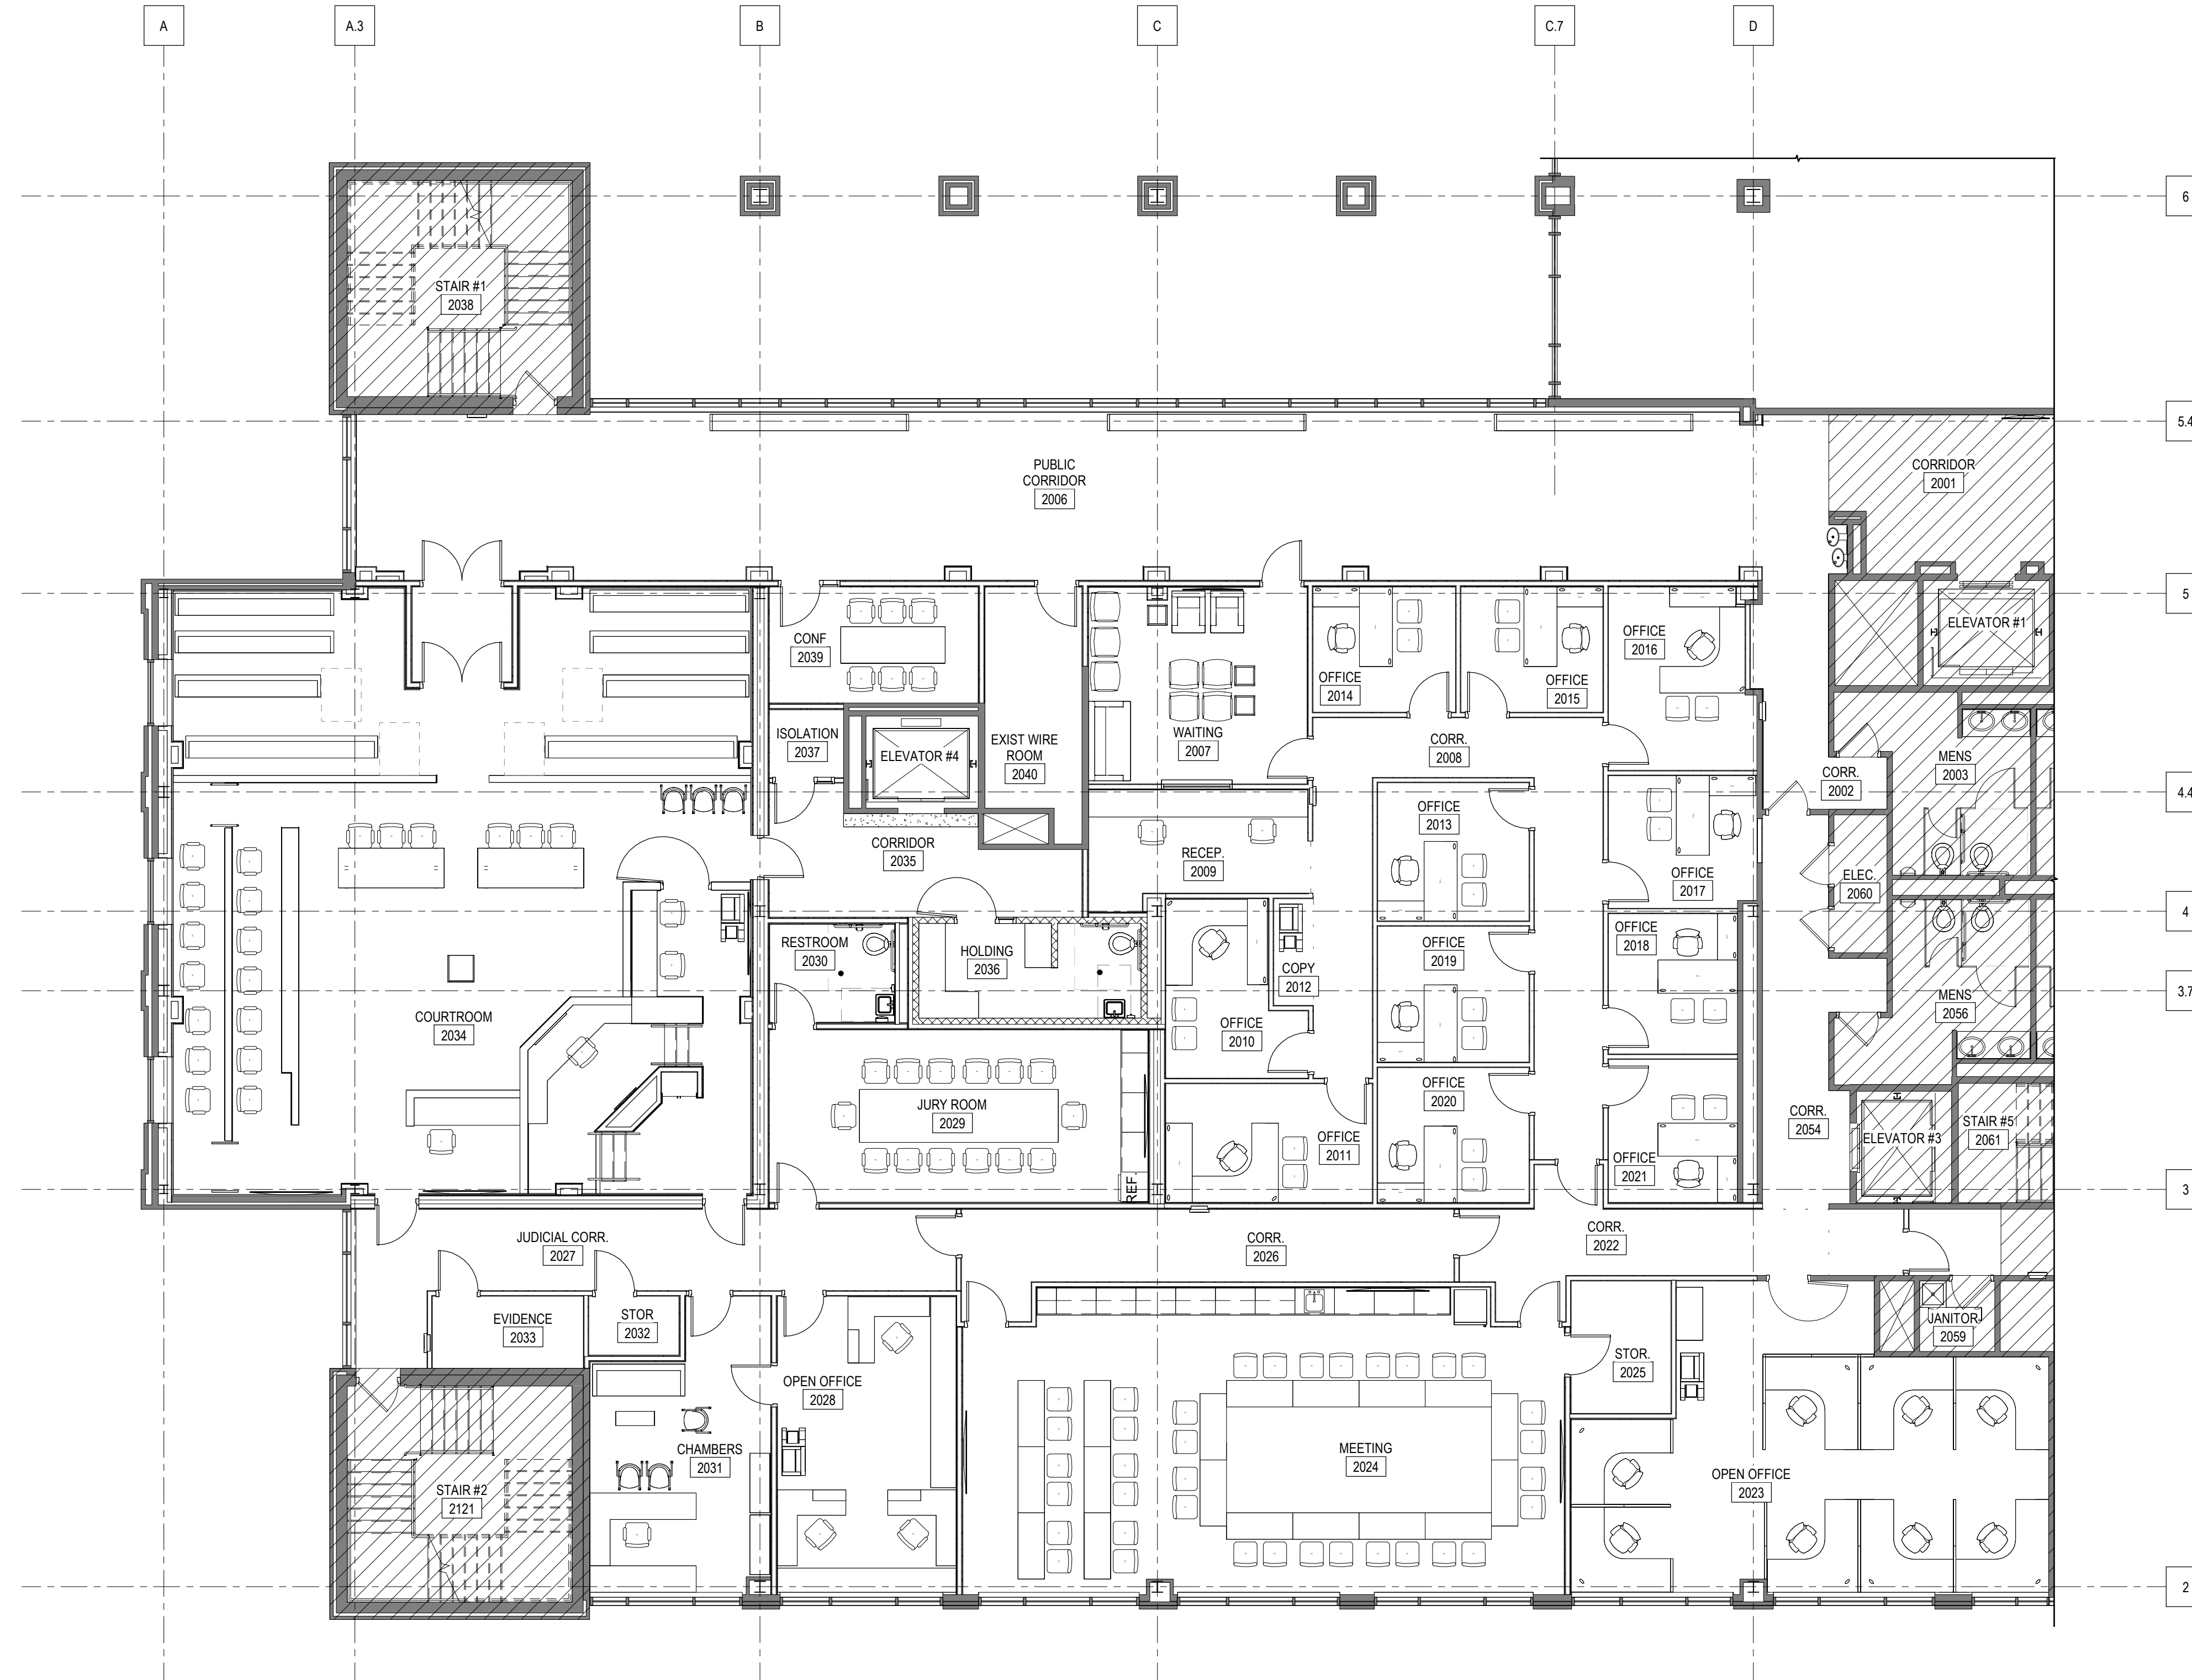 A
A.3
B
C
C.7
D
6
STAIR #1
2038
5.4
PUBLIC
CORRIDOR
2006
CORRIDOR
2001
5
CONF
2039
OFFICE
2014
OFFICE
2015
OFFICE
2016
ELEVATOR #1
ISOLATION
2037
ELEVATOR #4
EXIST WIRE
ROOM
2040
WAITING
2007
CORR.
2008
MENS
2003
CORR.
2002
4.4
CORRIDOR
2035
RECEP.
2009
OFFICE
2013
OFFICE
2017
ELEC.
2060
4
RESTROOM
2030
HOLDING
2036
COPY
2012
OFFICE
2019
OFFICE
2018
3.7
COURTROOM
2034
OFFICE
2010
MENS
2056
JURY ROOM
2029
REF.
OFFICE
2011
OFFICE
2020
OFFICE
2021
CORR.
2054
ELEVATOR #3
STAIR #5
2061
3
JUDICIAL CORR.
2027
CORR.
2026
CORR.
2022
EVIDENCE
2033
STOR
2032
JANITOR
2059
OPEN OFFICE
2028
STOR.
2025
CHAMBERS
2031
MEETING
2024
OPEN OFFICE
2023
STAIR #2
2121
2